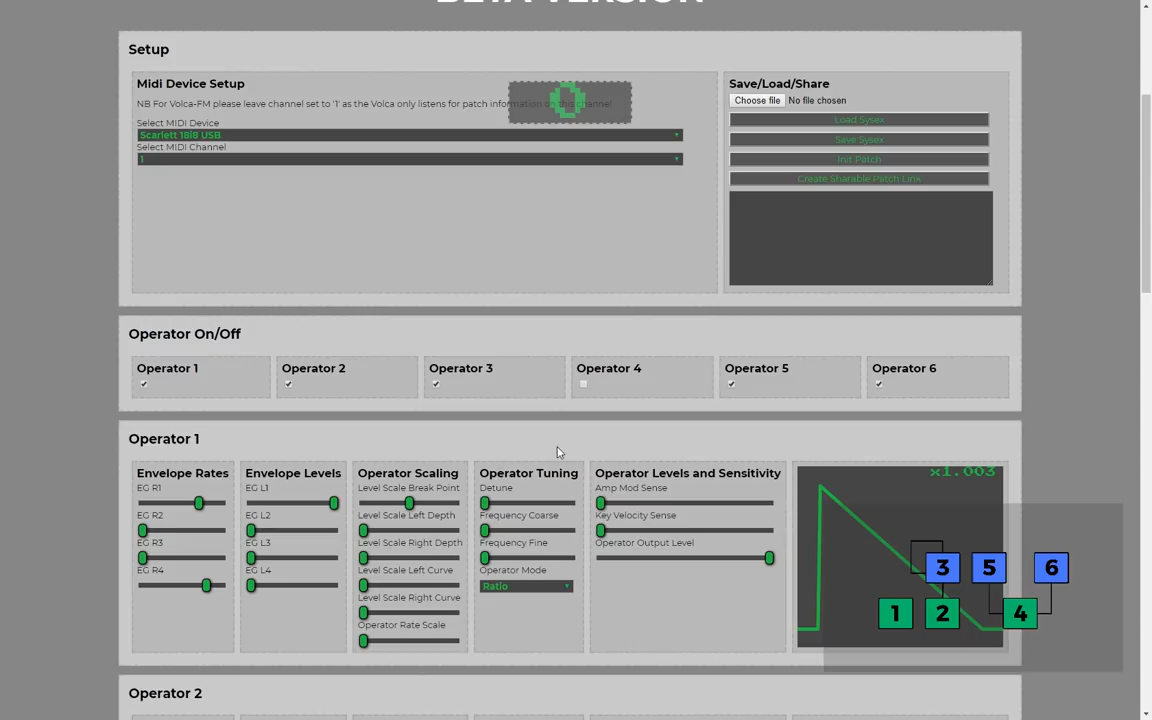 BETA VERSION
Setup
Midi Device Setup
NB For Volca-FM please leave channel set to '1' as the Volca only listens for patch information on this channel
0
Select MIDI Device
Scarlett 18i8 USB
Select MIDI Channel
1
Save/Load/Share
Choose file No file chosen
Load Sysex
Save Sysex
Init Patch
Create Sharable Patch Link
Operator On/Off
Operator 1
Operator 2
Operator 3
Operator 4
Operator 5
Operator 6
Operator 1
Envelope Rates
EG R1
EG R2
EG R3
EG R4
Envelope Levels
EG L1
EG L2
EG L3
EG L4
Operator Scaling
Level Scale Break Point
Level Scale Left Depth
Level Scale Right Depth
Level Scale Left Curve
Level Scale Right Curve
Operator Rate Scale
Operator Tuning
Detune
Frequency Coarse
Frequency Fine
Operator Mode
Ratio
Operator Levels and Sensitivity
Amp Mod Sense
Key Velocity Sense
Operator Output Level
x1.003
3 5 6
1 2 4
Operator 2